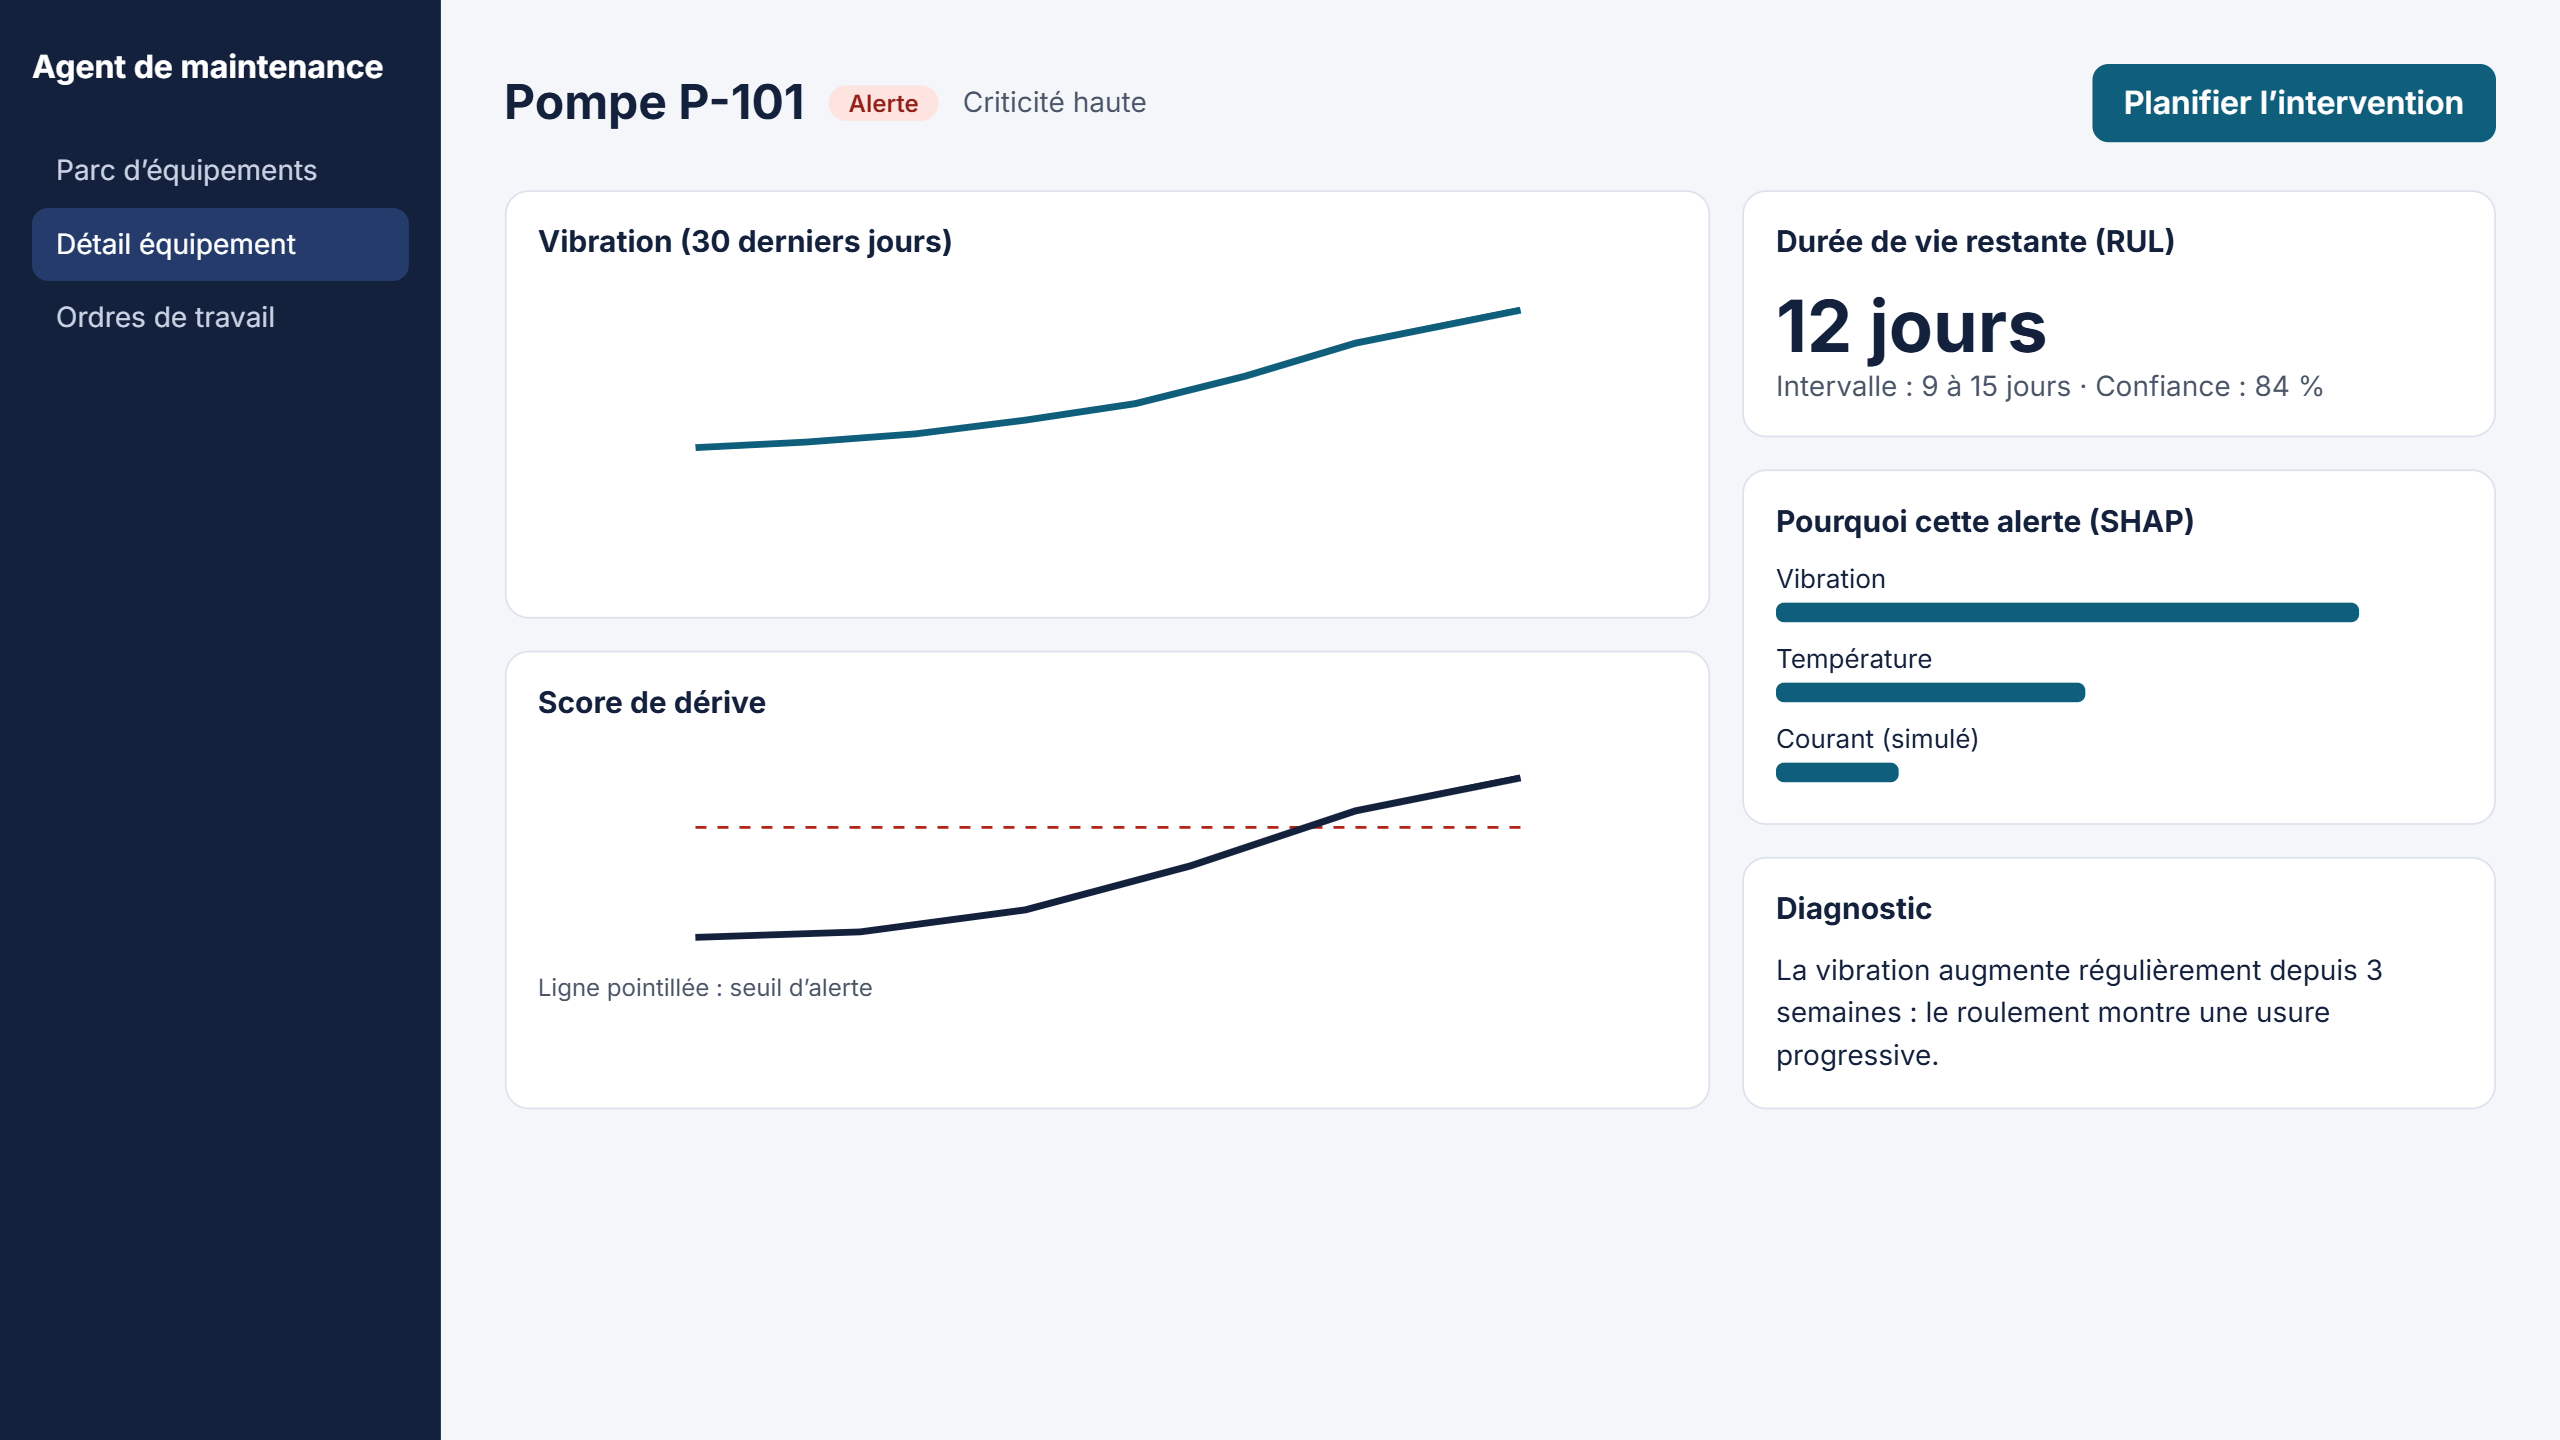 Agent de maintenance
Parc d’équipements
Détail équipement
Ordres de travail
Pompe P-101
Alerte
Criticité haute
Planifier l’intervention
Vibration (30 derniers jours)
Score de dérive
Ligne pointillée : seuil d’alerte
Durée de vie restante (RUL)
12 jours
Intervalle : 9 à 15 jours · Confiance : 84 %
Pourquoi cette alerte (SHAP)
Vibration
Température
Courant (simulé)
Diagnostic
La vibration augmente régulièrement depuis 3
semaines : le roulement montre une usure
progressive.